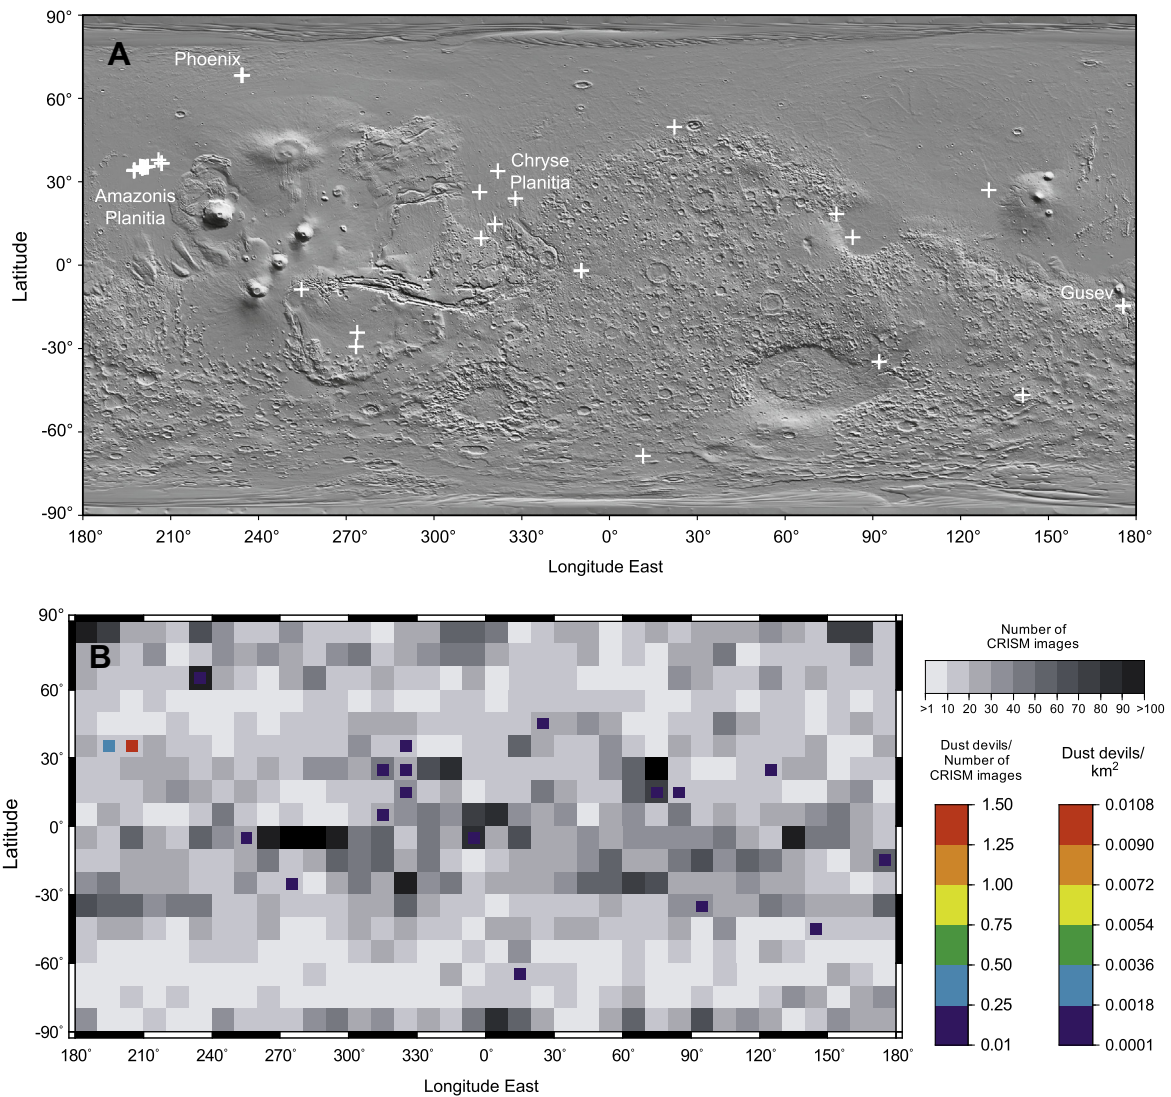 90°
A
Phoenix
60°
Chryse
Planitia
30°
Amazonis
Planitia
Latitude
0°
Gusev
-30°
-60°
-90°
180° 210° 240° 270° 300° 330° 0° 30° 60° 90° 120° 150° 180°
Longitude East
90°
B
60°
30°
Latitude
0°
-30°
-60°
-90°
180° 210° 240° 270° 300° 330° 0° 30° 60° 90° 120° 150° 180°
Longitude East
Number of
CRISM images
>1 10 20 30 40 50 60 70 80 90 >100
Dust devils/
Number of
CRISM images
1.50
1.25
1.00
0.75
0.50
0.25
0.01
Dust devils/
km2
0.0108
0.0090
0.0072
0.0054
0.0036
0.0018
0.0001